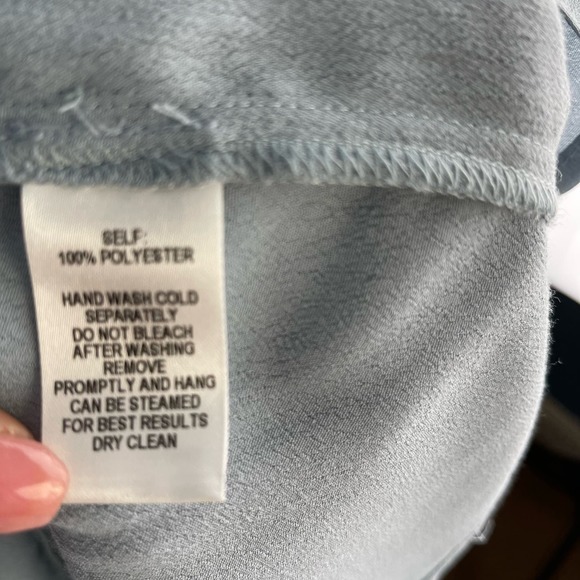 SELF:
100% POLYESTER
HAND WASH COLD
SEPARATELY
DO NOT BLEACH
AFTER WASHING
REMOVE
PROMPTLY AND HANG
CAN BE STEAMED
FOR BEST RESULTS
DRY CLEAN